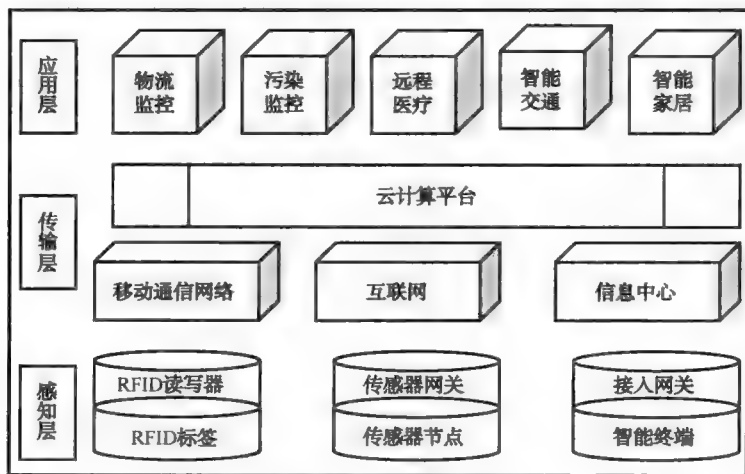 应用层
物流
监控
污染
监控
远程
医疗
智能
交通
智能
家居
传输层
云计算平台
移动通信网络
互联网
信息中心
感知层
RFID读写器
传感器网关
接入网关
RFID标签
传感器节点
智能终端